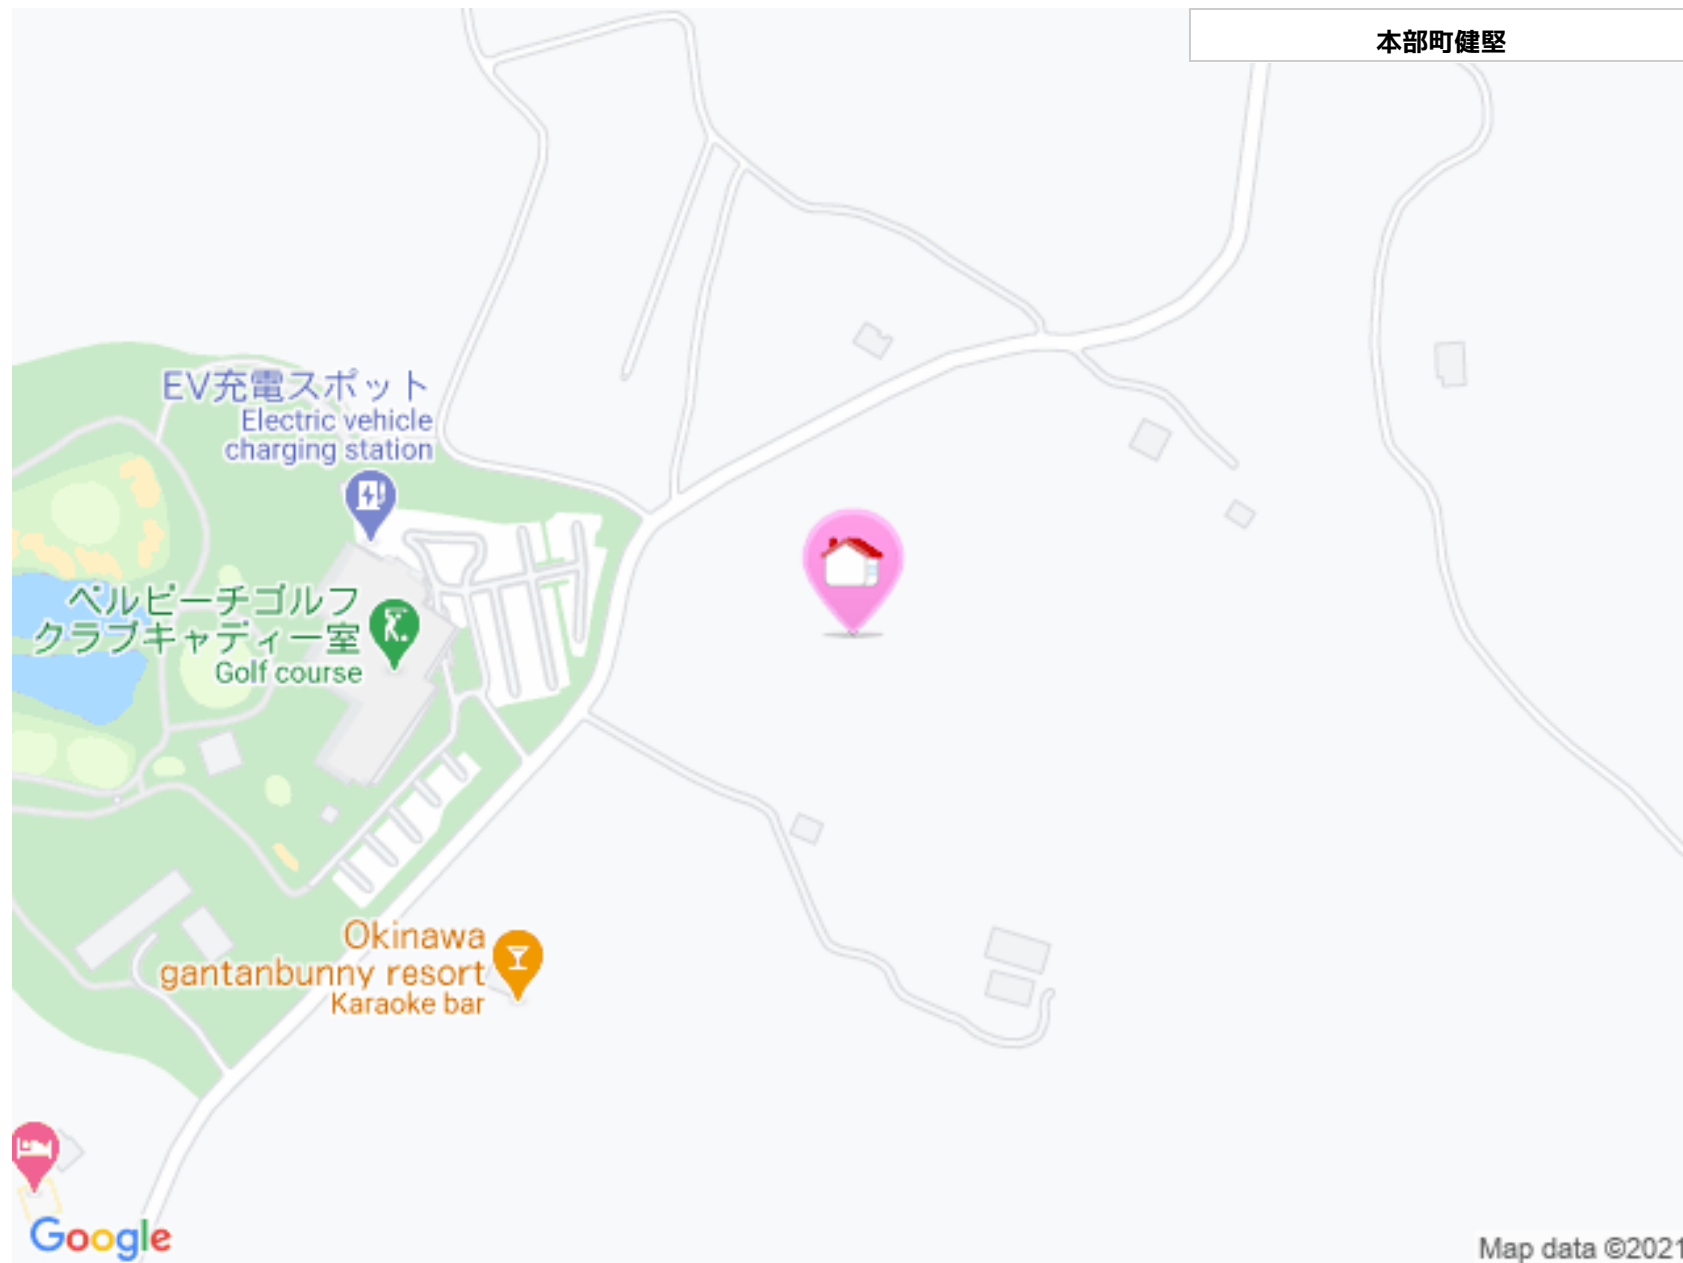 本部町健堅
EV充電スポット
Electric vehicle
charging station
ベルビーチゴルフ
クラブキャディー室
Golf course
Okinawa
gantanbunny resort
Karaoke bar
Google
Map data ©2021